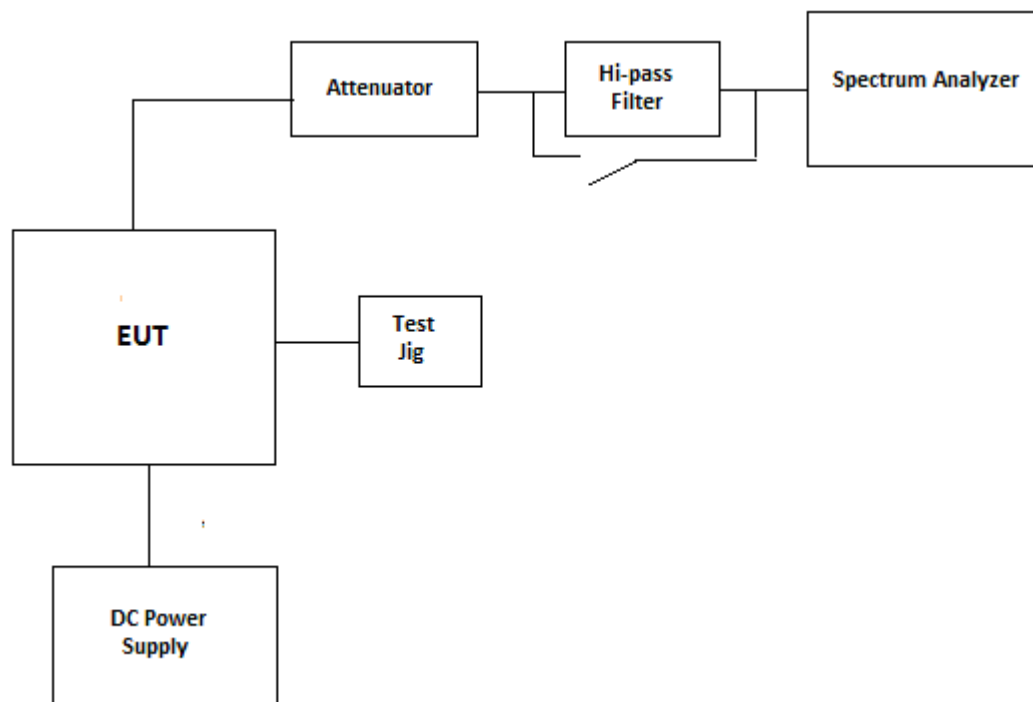 Attenuator
Hi-pass
Filter
Spectrum Analyzer
EUT
Test
Jig
DC Power
Supply